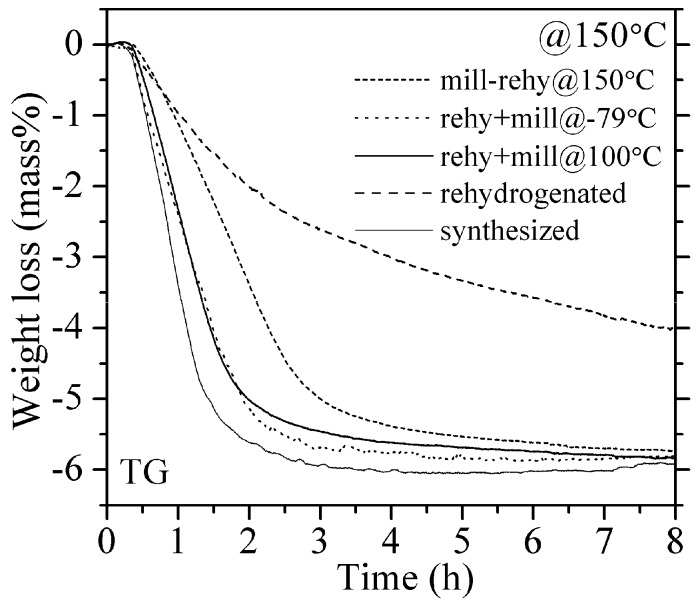 @150°C
mill-rehy@150°C
rehy+mill@-79°C
rehy+mill@100°C
rehydrogenated
synthesized
0
-1
-2
-3
-4
-5
-6
Weight loss (mass%)
TG
0 1 2 3 4 5 6 7 8
Time (h)